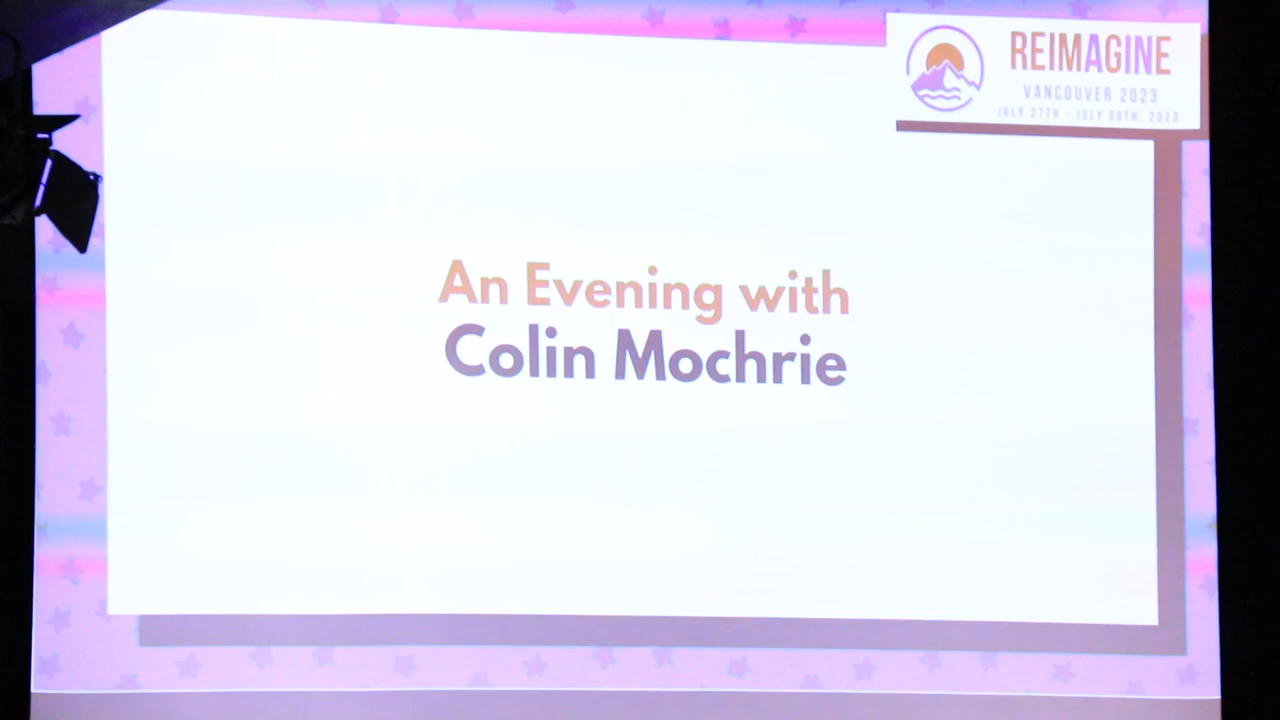 REIMAGINE
VANCOUVER 2023
JULY 27TH - JULY 30TH, 2023
An Evening with
Colin Mochrie